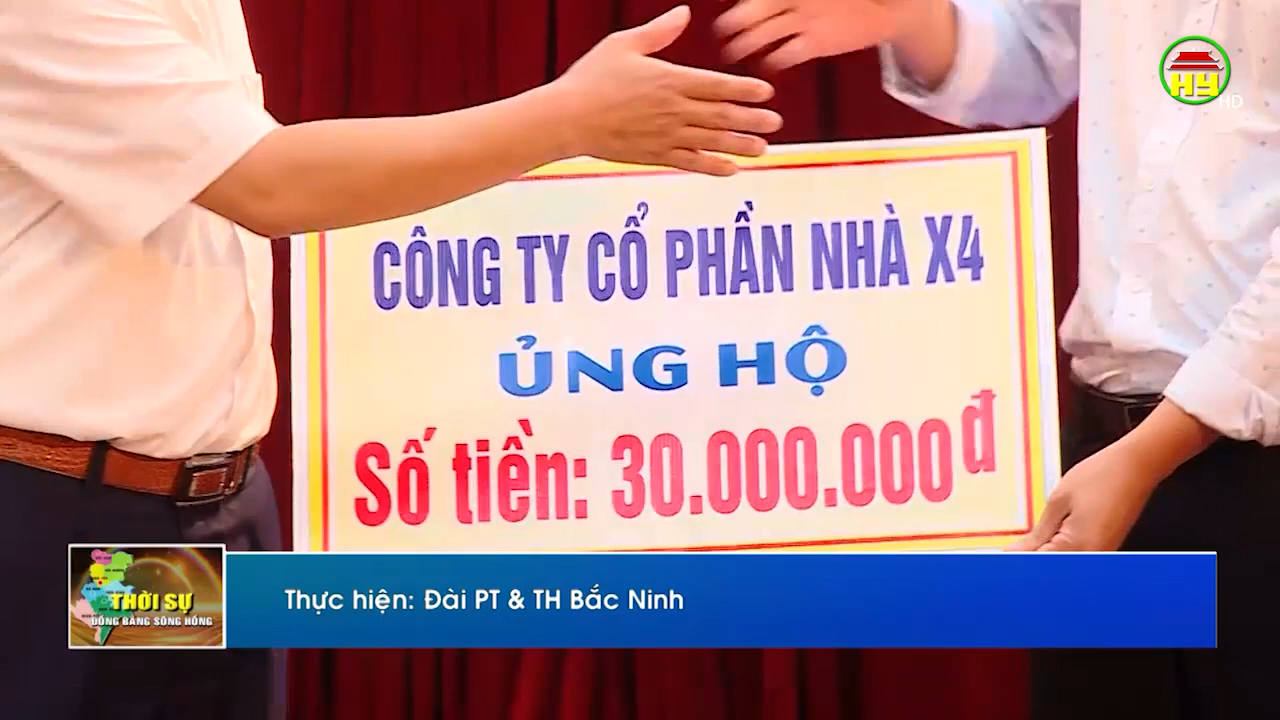 HY
HD
CÔNG TY CỔ PHẦN NHÀ X4
ỦNG HỘ
Số tiền: 30.000.000đ
THỜI SỰ
ĐỒNG BẰNG SÔNG HỒNG
Thực hiện: Đài PT & TH Bắc Ninh